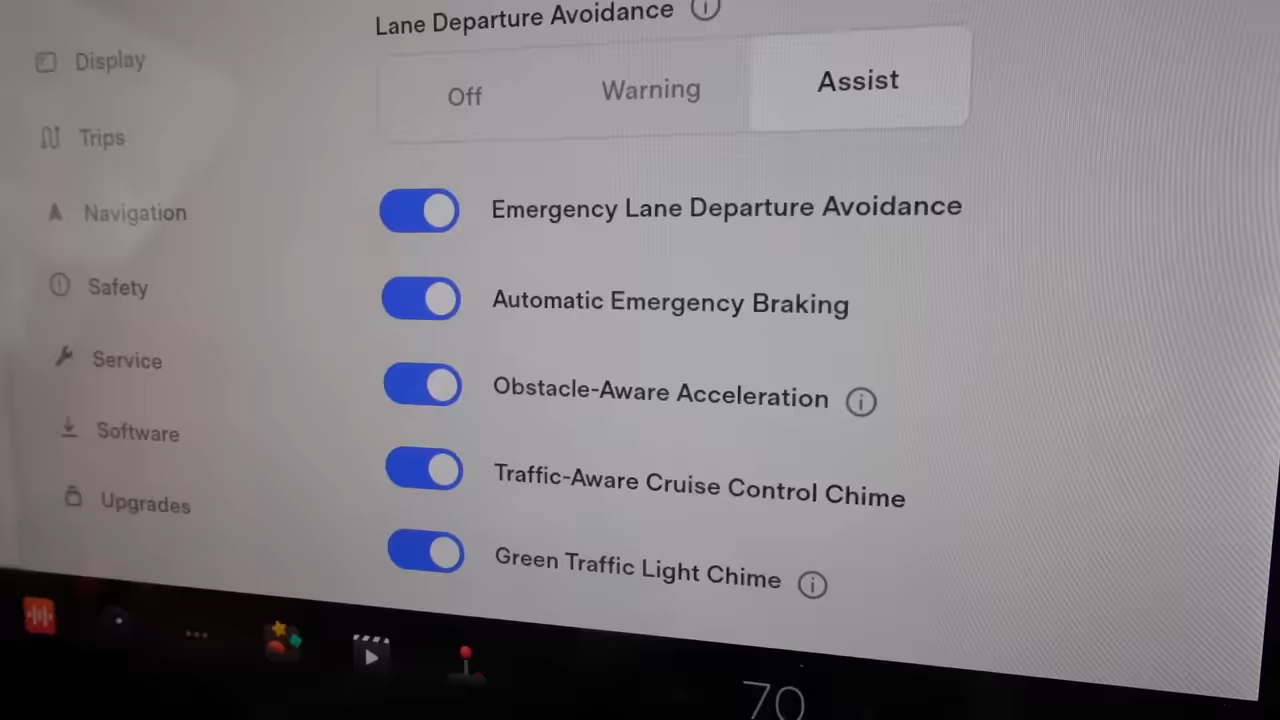 Lane Departure Avoidance
Off
Warning
Assist
Display
Trips
Navigation
Safety
Service
Software
Upgrades
Emergency Lane Departure Avoidance
Automatic Emergency Braking
Obstacle-Aware Acceleration
Traffic-Aware Cruise Control Chime
Green Traffic Light Chime
70